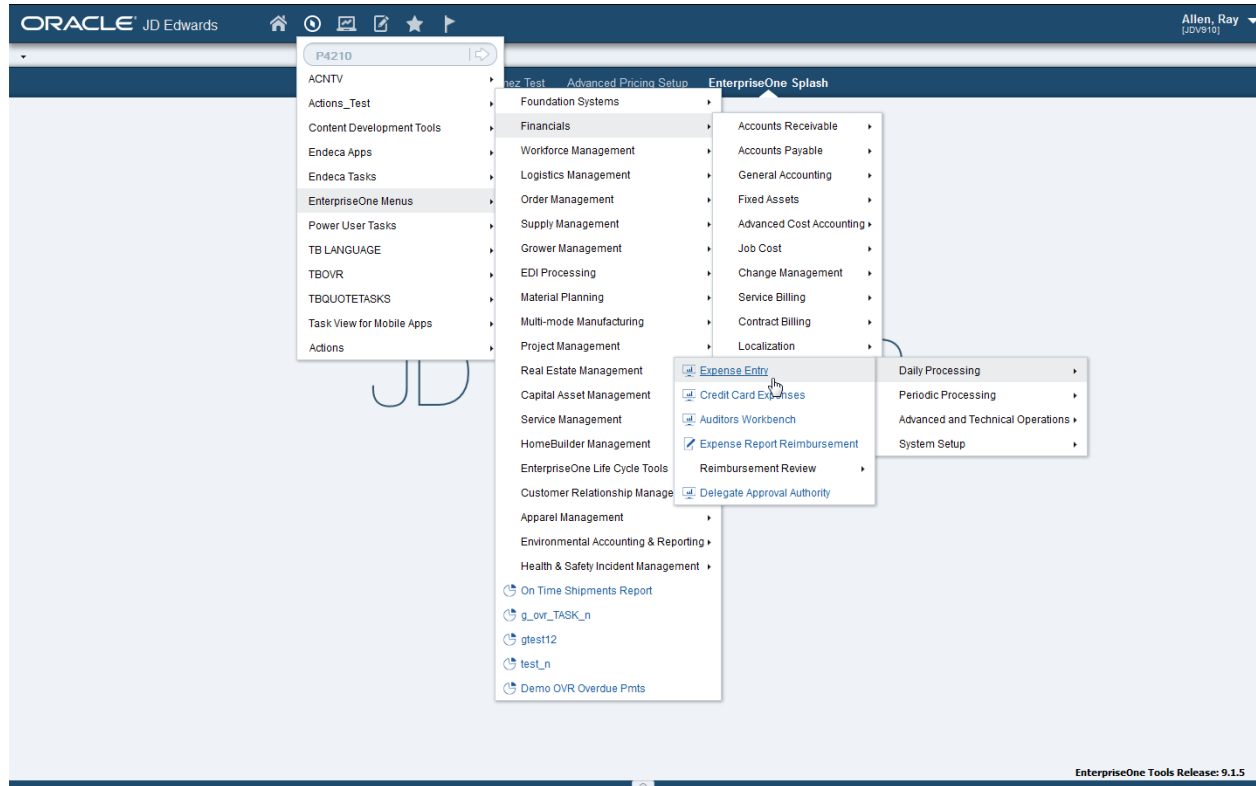 ORACLE JD Edwards
Allen, Ray
[JDV910]
P4210
nez Test Advanced Pricing Setup EnterpriseOne Splash
ACNTV
Actions_Test
Content Development Tools
Endeca Apps
Endeca Tasks
EnterpriseOne Menus
Power User Tasks
TB LANGUAGE
TBOVR
TBQUOTETASKS
Task View for Mobile Apps
Actions
JD
Foundation Systems
Financials
Workforce Management
Logistics Management
Order Management
Supply Management
Grower Management
EDI Processing
Material Planning
Multi-mode Manufacturing
Project Management
Real Estate Management
Capital Asset Management
Service Management
HomeBuilder Management
EnterpriseOne Life Cycle Tools
Customer Relationship Manage
Apparel Management
Environmental Accounting & Reporting
Health & Safety Incident Management
On Time Shipments Report
g_ovr_TASK_n
gtest12
test_n
Demo OVR Overdue Pmts
Accounts Receivable
Accounts Payable
General Accounting
Fixed Assets
Advanced Cost Accounting
Job Cost
Change Management
Service Billing
Contract Billing
Localization
Expense Entry
Credit Card Expenses
Auditors Workbench
Expense Report Reimbursement
Reimbursement Review
Delegate Approval Authority
Daily Processing
Periodic Processing
Advanced and Technical Operations
System Setup
EnterpriseOne Tools Release: 9.1.5